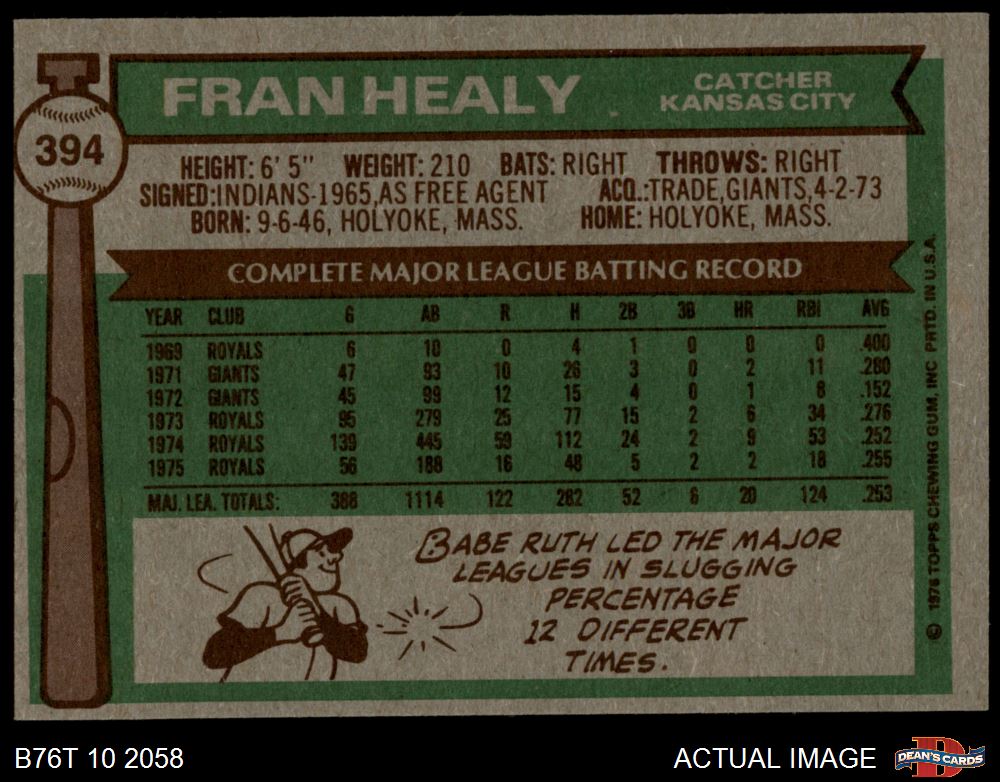 FRAN HEALY
CATCHER
KANSAS CITY
394
HEIGHT: 6' 5" WEIGHT: 210 BATS: RIGHT THROWS: RIGHT
SIGNED: INDIANS-1965, AS FREE AGENT ACQ.: TRADE, GIANTS, 4-2-73
BORN: 9-6-46, HOLYOKE, MASS. HOME: HOLYOKE, MASS.
COMPLETE MAJOR LEAGUE BATTING RECORD
YEAR CLUB G AB R H 2B 3B HR RBI AVG
1969 ROYALS 6 10 0 4 1 0 0 0 .400
1971 GIANTS 47 93 10 26 3 0 2 11 .280
1972 GIANTS 45 99 12 15 4 0 1 8 .152
1973 ROYALS 95 279 25 77 15 2 6 34 .276
1974 ROYALS 139 445 59 112 24 2 9 53 .252
1975 ROYALS 56 188 16 48 5 2 2 18 .255
MAJ. LEA. TOTALS: 388 1114 122 282 52 6 20 124 .253
BABE RUTH LED THE MAJOR
LEAGUES IN SLUGGING
PERCENTAGE
12 DIFFERENT
TIMES.
© 1976 TOPPS CHEWING GUM, INC PRTD. IN U.S.A.
B76T 10 2058
ACTUAL IMAGE
D
DEAN'S CARDS